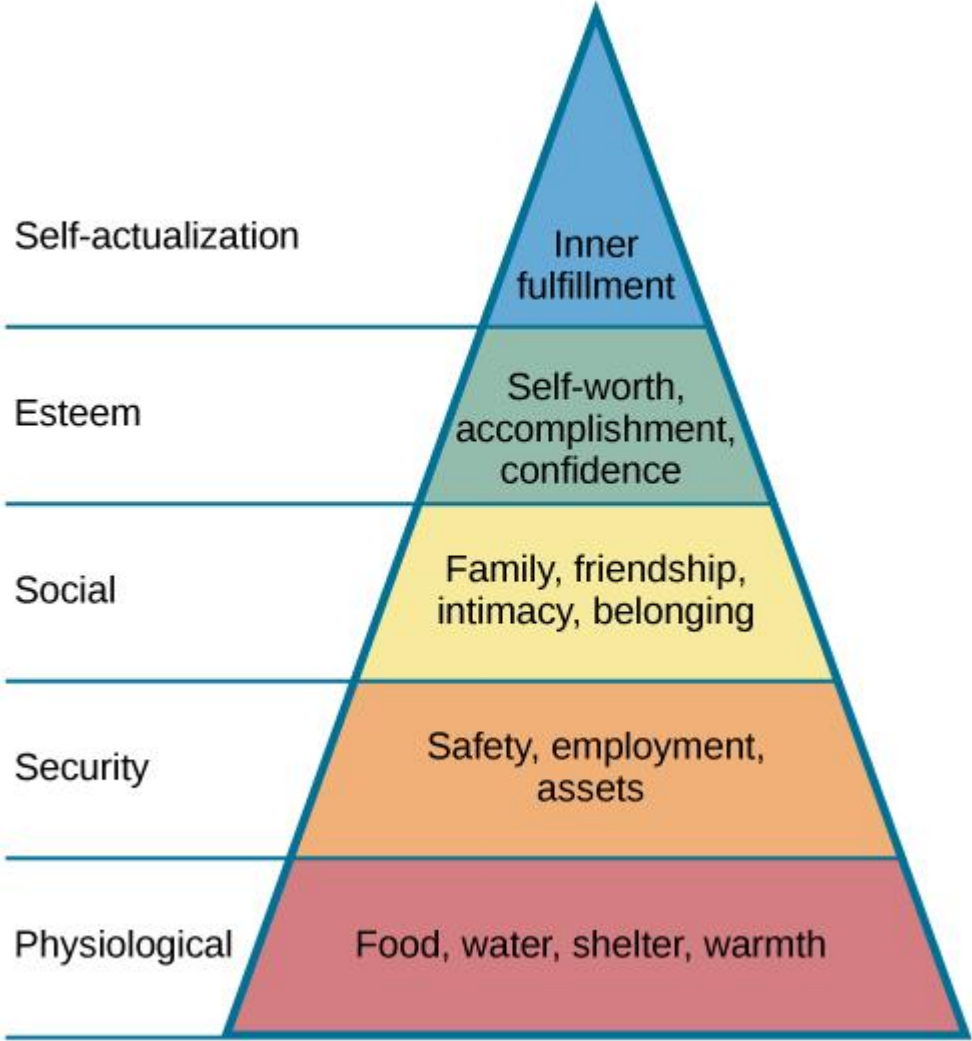 Self-actualization
Inner
fulfillment
Esteem
Self-worth,
accomplishment,
confidence
Social
Family, friendship,
intimacy, belonging
Security
Safety, employment,
assets
Physiological
Food, water, shelter, warmth